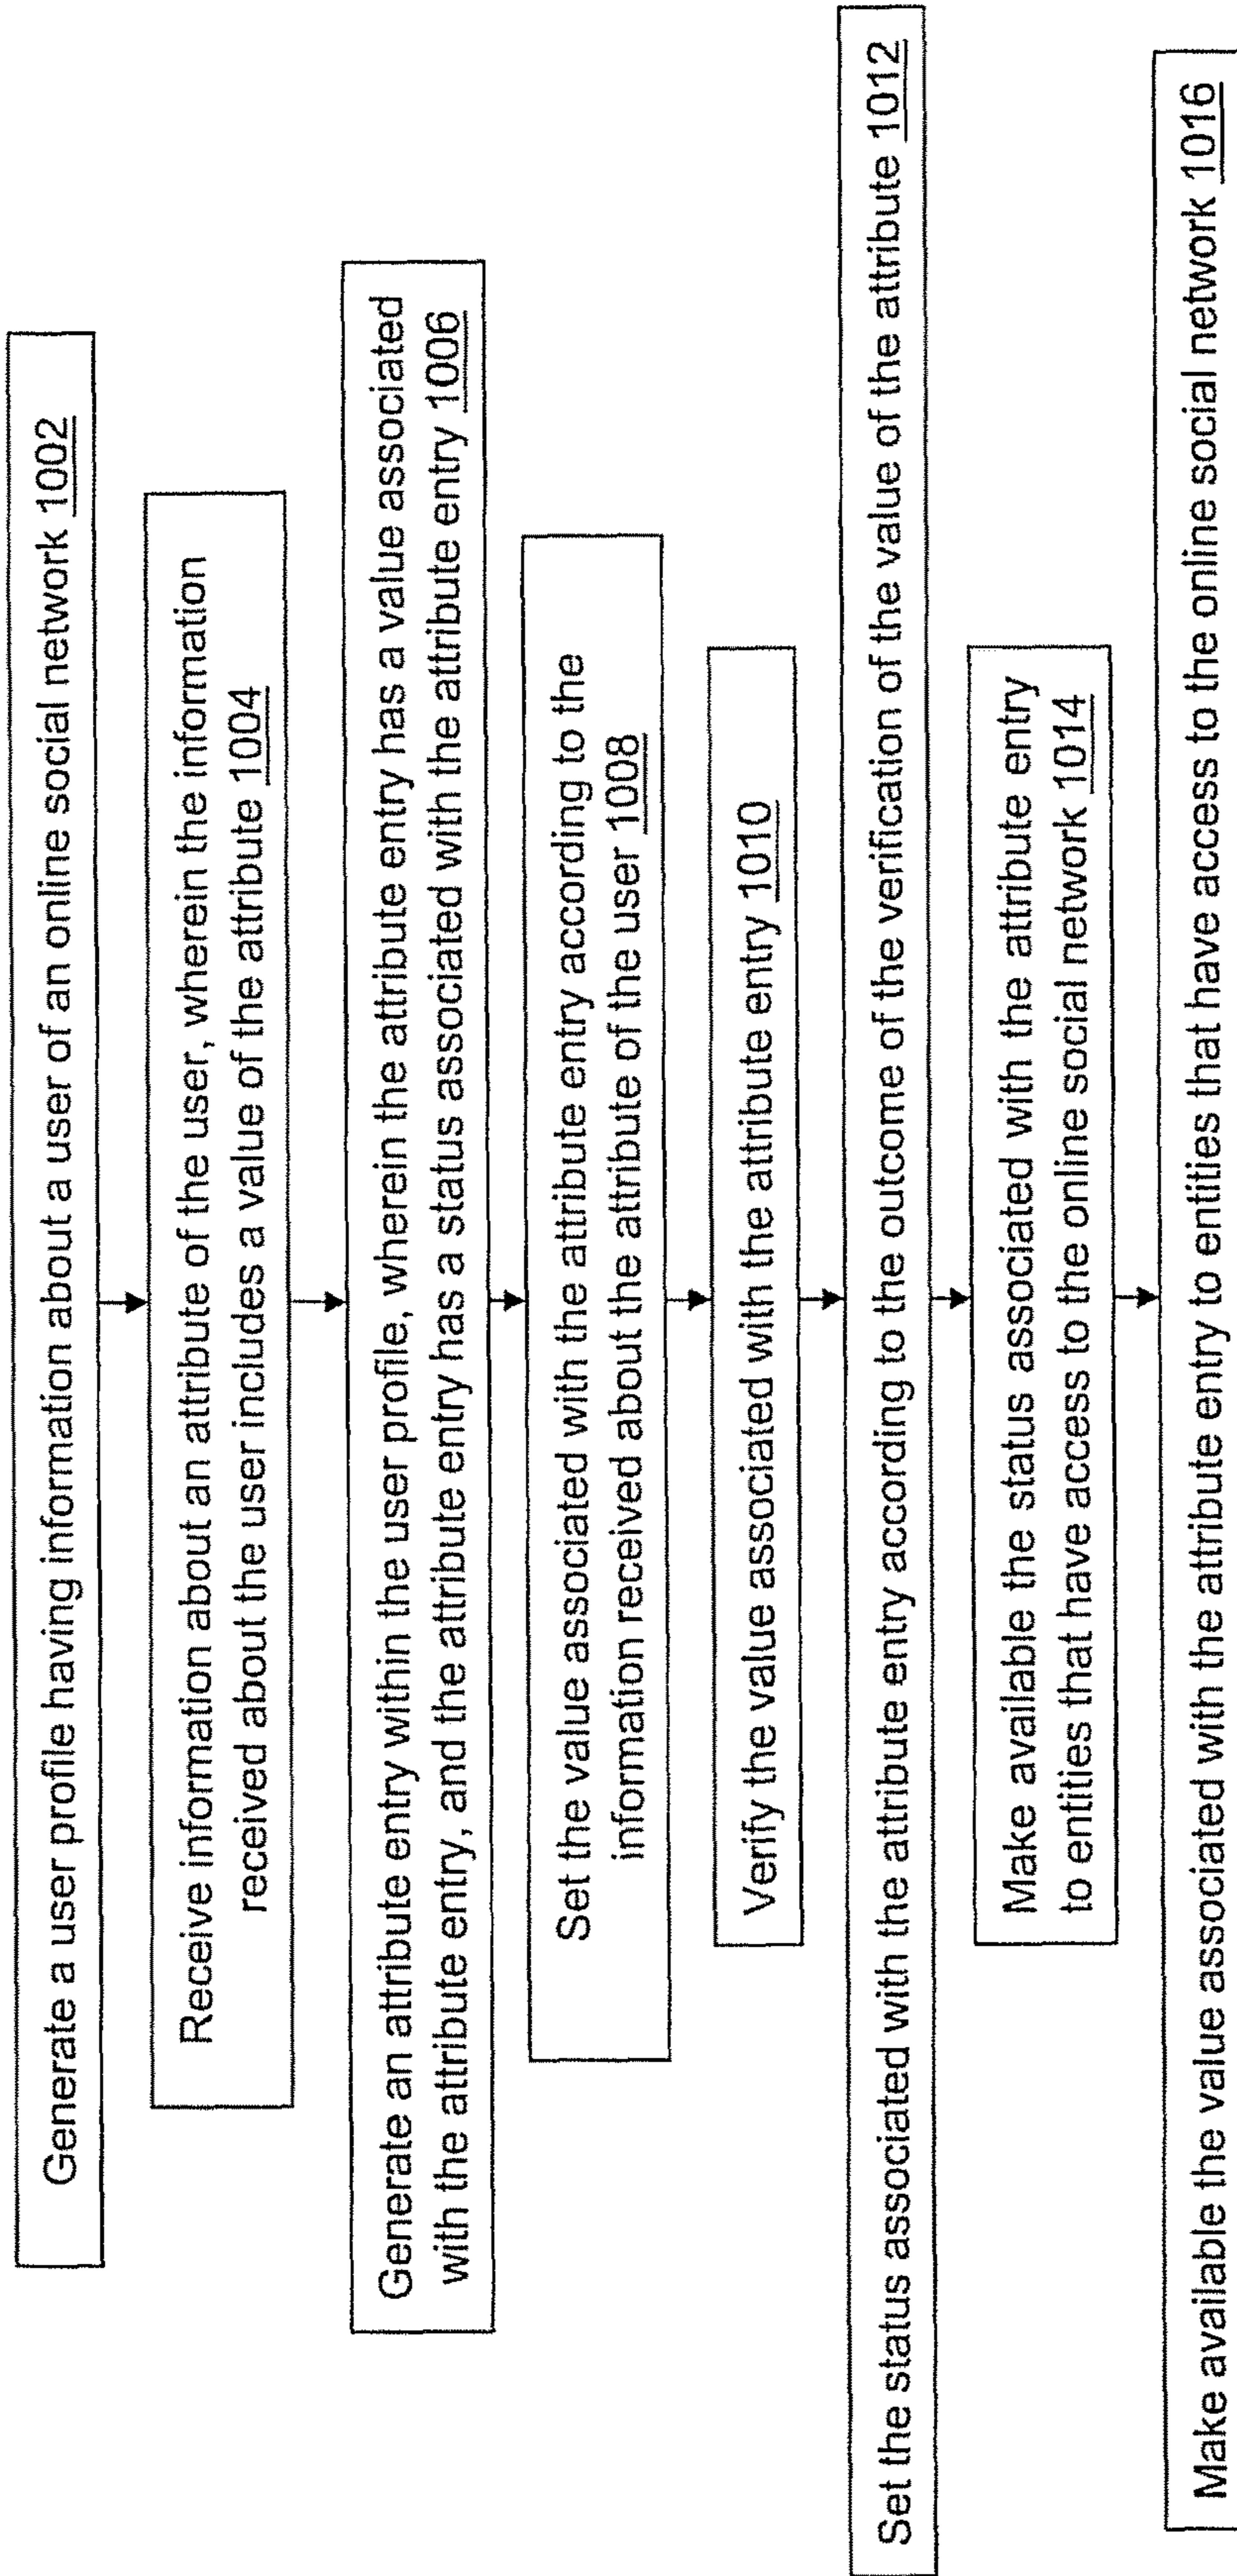 Generate a user profile having information about a user of an online social network 1002
Receive information about an attribute of the user, wherein the information
received about the user includes a value of the attribute 1004
Generate an attribute entry within the user profile, wherein the attribute entry has a value associated
with the attribute entry, and the attribute entry has a status associated with the attribute entry 1006
Set the value associated with the attribute entry according to the
information received about the attribute of the user 1008
Verify the value associated with the attribute entry 1010
Set the status associated with the attribute entry according to the outcome of the verification of the value of the attribute 1012
Make available the status associated with the attribute entry
to entities that have access to the online social network 1014
Make available the value associated with the attribute entry to entities that have access to the online social network 1016